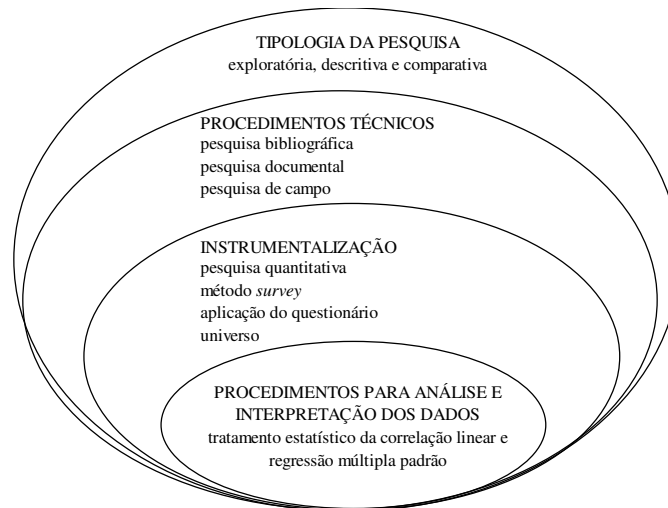 TIPOLOGIA DA PESQUISA
exploratória, descritiva e comparativa
PROCEDIMENTOS TÉCNICOS
pesquisa bibliográfica
pesquisa documental
pesquisa de campo
INSTRUMENTALIZAÇÃO
pesquisa quantitativa
método survey
aplicação do questionário
universo
PROCEDIMENTOS PARA ANÁLISE E
INTERPRETAÇÃO DOS DADOS
tratamento estatístico da correlação linear e
regressão múltipla padrão